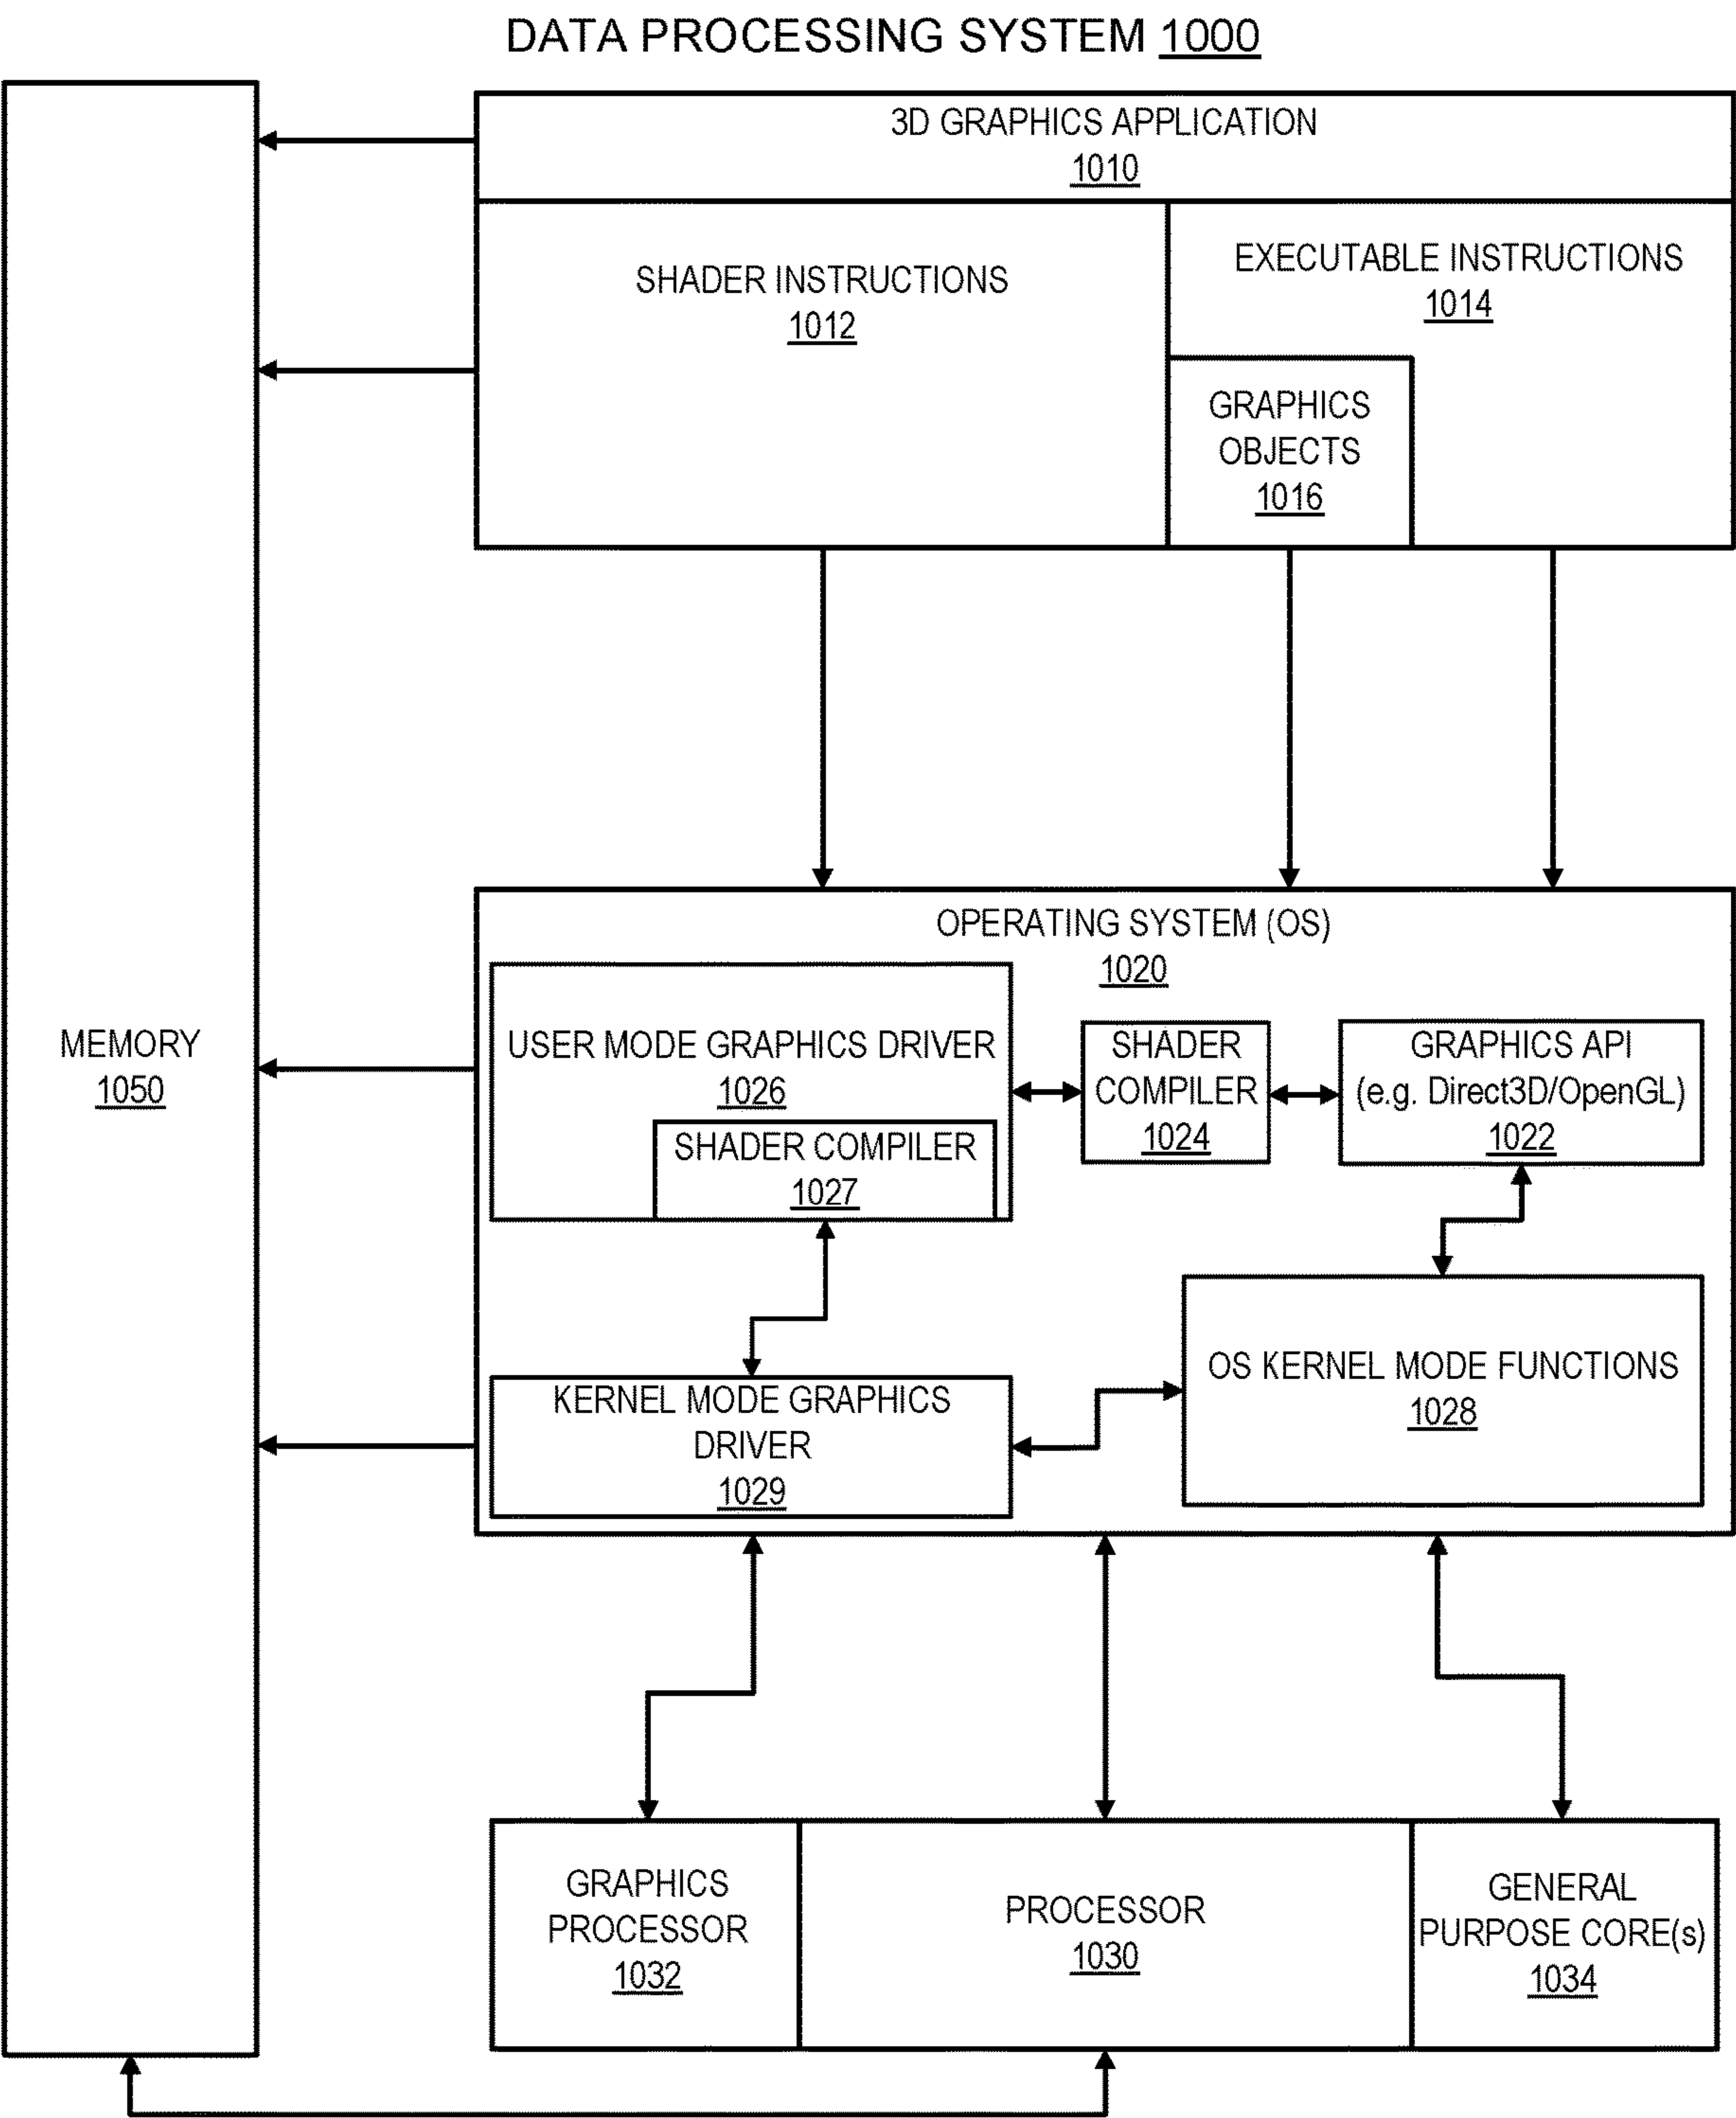 DATA PROCESSING SYSTEM 1000
3D GRAPHICS APPLICATION
1010
SHADER INSTRUCTIONS
1012
EXECUTABLE INSTRUCTIONS
1014
GRAPHICS
OBJECTS
1016
OPERATING SYSTEM (OS)
1020
USER MODE GRAPHICS DRIVER
1026
SHADER COMPILER
1027
SHADER
COMPILER
1024
GRAPHICS API
(e.g. Direct3D/OpenGL)
1022
MEMORY
1050
OS KERNEL MODE FUNCTIONS
1028
KERNEL MODE GRAPHICS
DRIVER
1029
GRAPHICS
PROCESSOR
1032
PROCESSOR
1030
GENERAL
PURPOSE CORE(s)
1034